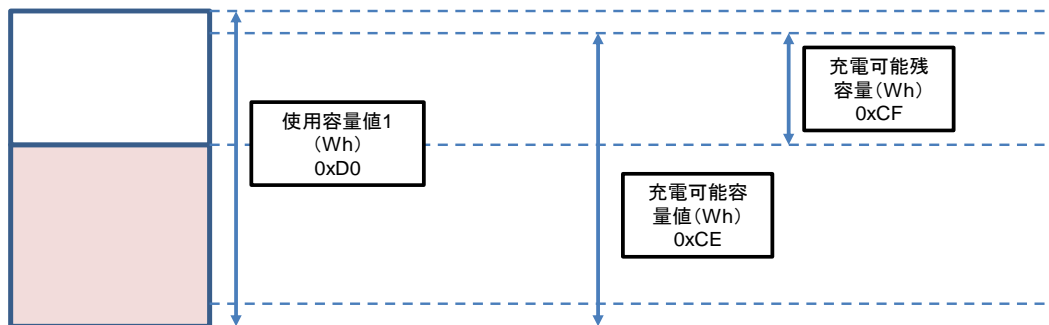 使用容量値1
（Wh）
0xD0
充電可能容
量値（Wh）
0xCE
充電可能残
容量（Wh）
0xCF